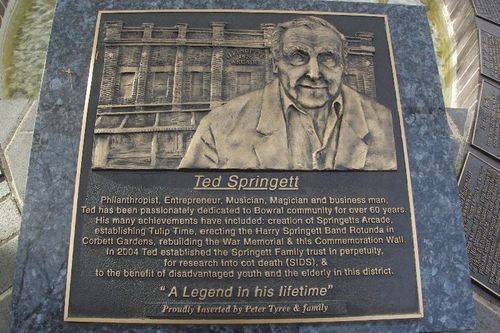 SPRINGETTS
ARCADE
Ted Springett
Philanthropist, Entrepreneur, Musician, Magician and business man,
Ted has been passionately dedicated to Bowral community for over 60 years.
His many achievements have included: creation of Springetts Arcade,
establishing Tulip Time, erecting the Harry Springett Band Rotunda in
Corbett Gardens, rebuilding the War Memorial & this Commemoration Wall.
In 2004 Ted established the Springett Family trust in perpetuity,
for research into cot death (SIDS), &
to the benefit of disadvantaged youth and the elderly in this district.
"A Legend in his lifetime"
Proudly Inserted by Peter Tyree & family